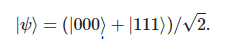 |ψ⟩ = (|000⟩ + |111⟩)/√2.